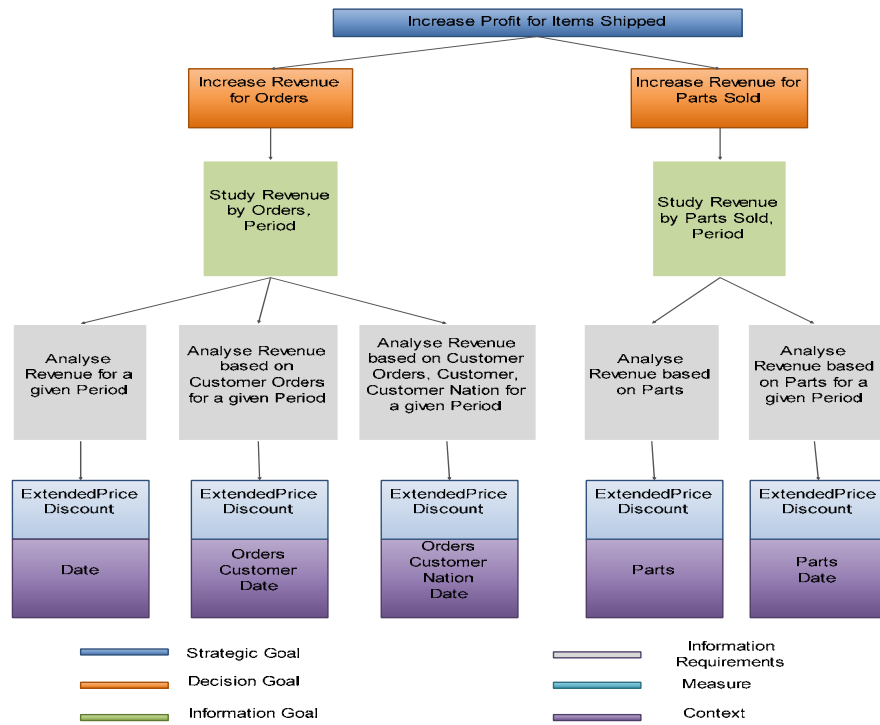 Increase Profit for Items Shipped
Increase Revenue
for Orders
Increase Revenue for
Parts Sold
Study Revenue
by Orders,
Period
Study Revenue
by Parts Sold,
Period
Analyse
Revenue for a
given Period
Analyse Revenue
based on
Customer Orders
for a given Period
Analyse Revenue
based on Customer
Orders, Customer,
Customer Nation for
a given Period
Analyse
Revenue based
on Parts
Analyse
Revenue based
on Parts for a
given Period
ExtendedPrice
Discount
Date
ExtendedPrice
Discount
Orders
Customer
Date
ExtendedPrice
Discount
Orders
Customer
Nation
Date
ExtendedPrice
Discount
Parts
ExtendedPrice
Discount
Parts
Date
Strategic Goal
Decision Goal
Information Goal
Information
Requirements
Measure
Context